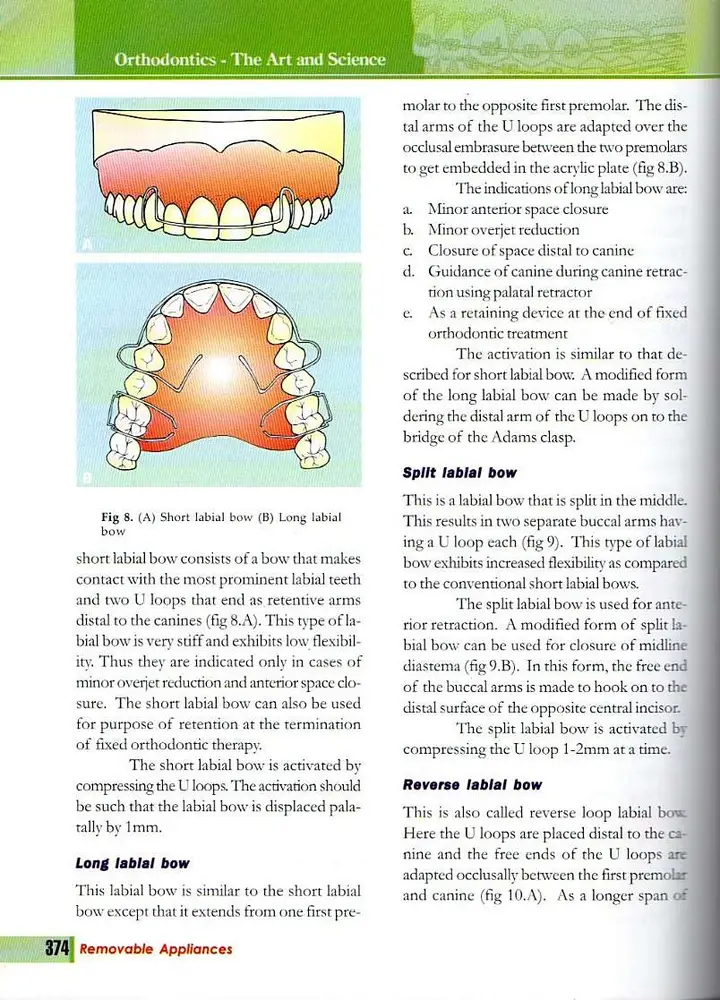 Orthodontics - The Art and Science
A
B
Fig 8. (A) Short labial bow (B) Long labial
bow
short labial bow consists of a bow that makes
contact with the most prominent labial teeth
and two U loops that end as retentive arms
distal to the canines (fig 8.A). This type of la-
bial bow is very stiff and exhibits low flexibil-
ity. Thus they are indicated only in cases of
minor overjet reduction and anterior space clo-
sure. The short labial bow can also be used
for purpose of retention at the termination
of fixed orthodontic therapy.
The short labial bow is activated by
compressing the U loops. The activation should
be such that the labial bow is displaced pala-
tally by 1mm.
Long labial bow
This labial bow is similar to the short labial
bow except that it extends from one first pre-
molar to the opposite first premolar. The dis-
tal arms of the U loops are adapted over the
occlusal embrasure between the two premolars
to get embedded in the acrylic plate (fig 8.B).
The indications of long labial bow are:
a. Minor anterior space closure
b. Minor overjet reduction
c. Closure of space distal to canine
d. Guidance of canine during canine retrac-
tion using palatal retractor
e. As a retaining device at the end of fixed
orthodontic treatment
The activation is similar to that de-
scribed for short labial bow. A modified form
of the long labial bow can be made by sol-
dering the distal arm of the U loops on to the
bridge of the Adams clasp.
Split labial bow
This is a labial bow that is split in the middle.
This results in two separate buccal arms hav-
ing a U loop each (fig 9). This type of labial
bow exhibits increased flexibility as compared
to the conventional short labial bows.
The split labial bow is used for ante-
rior retraction. A modified form of split la-
bial bow can be used for closure of midline
diastema (fig 9.B). In this form, the free end
of the buccal arms is made to hook on to the
distal surface of the opposite central incisor.
The split labial bow is activated by
compressing the U loop 1-2mm at a time.
Reverse labial bow
This is also called reverse loop labial bow.
Here the U loops are placed distal to the ca-
nine and the free ends of the U loops are
adapted occlusally between the first premolar
and canine (fig 10.A). As a longer span of
374 Removable Appliances